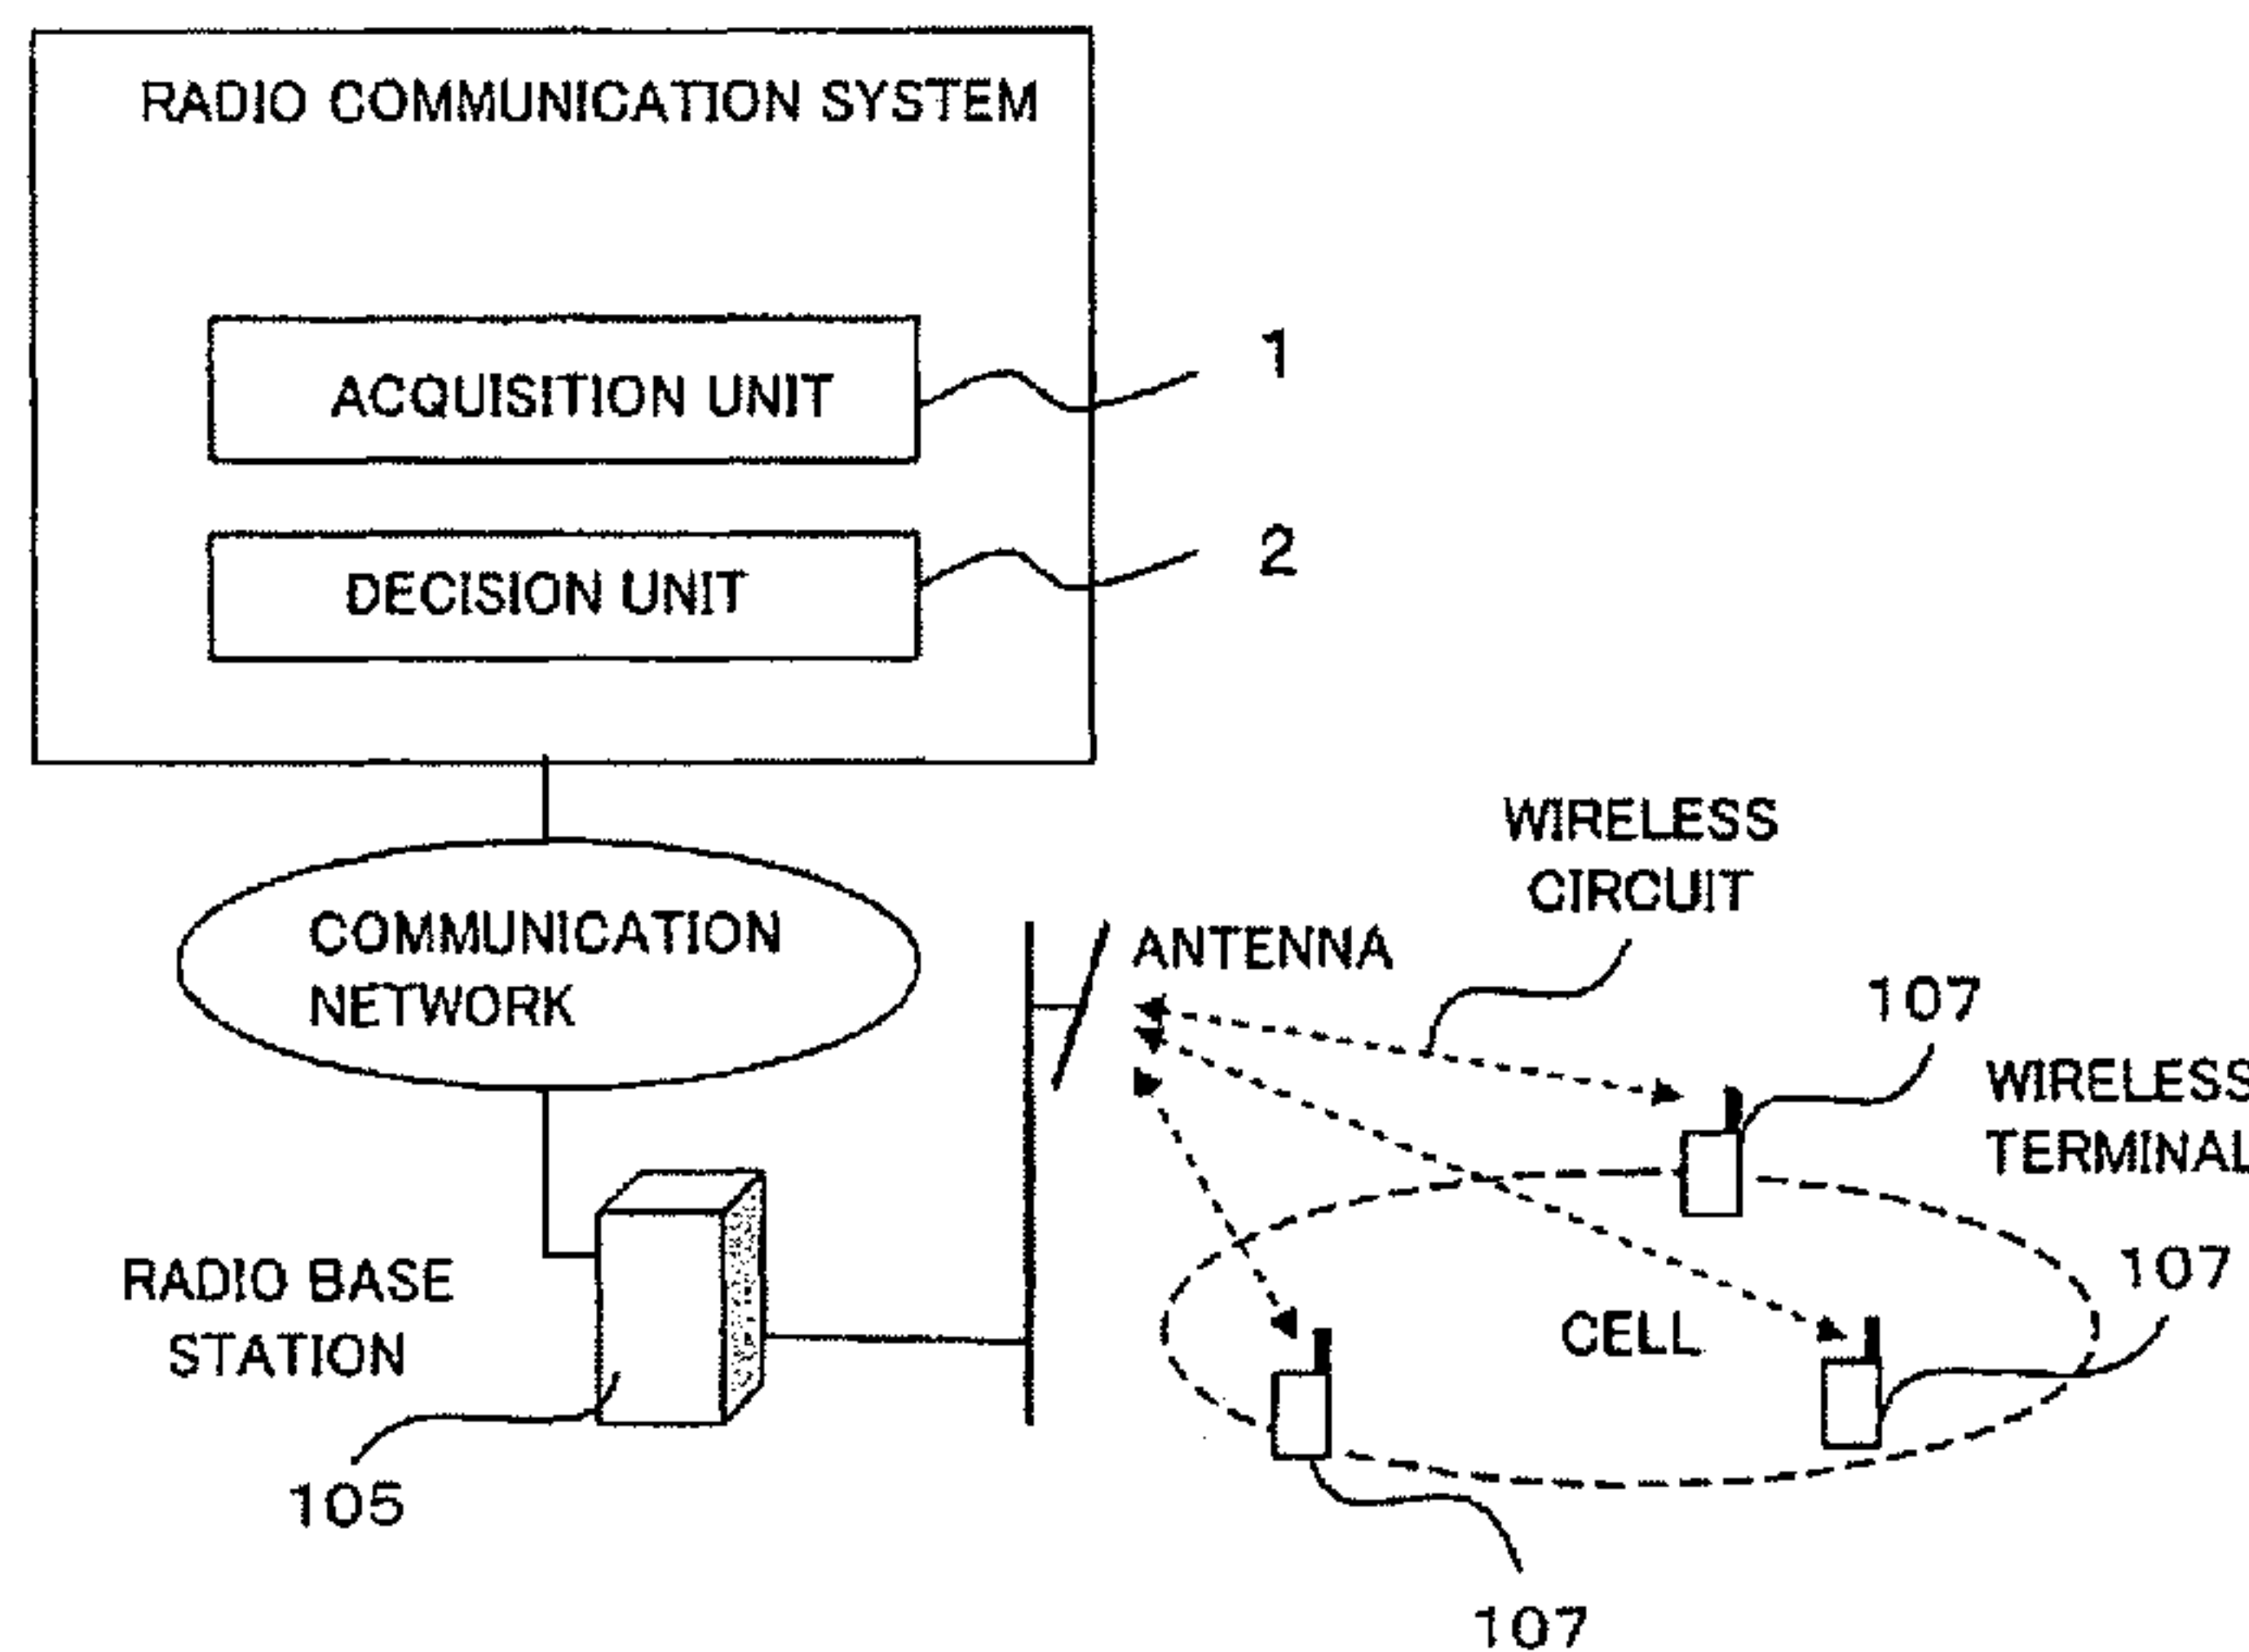 RADIO COMMUNICATION SYSTEM
ACQUISITION UNIT
1
DECISION UNIT
2
COMMUNICATION
NETWORK
WIRELESS
CIRCUIT
ANTENNA
107
WIRELESS
TERMINAL
RADIO BASE
STATION
105
CELL
107
107